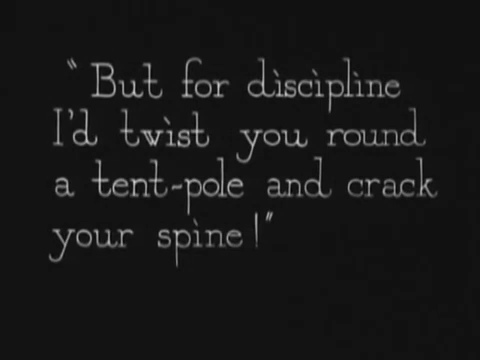 "But for discipline
I'd twist you round
a tent-pole and crack
your spine!"